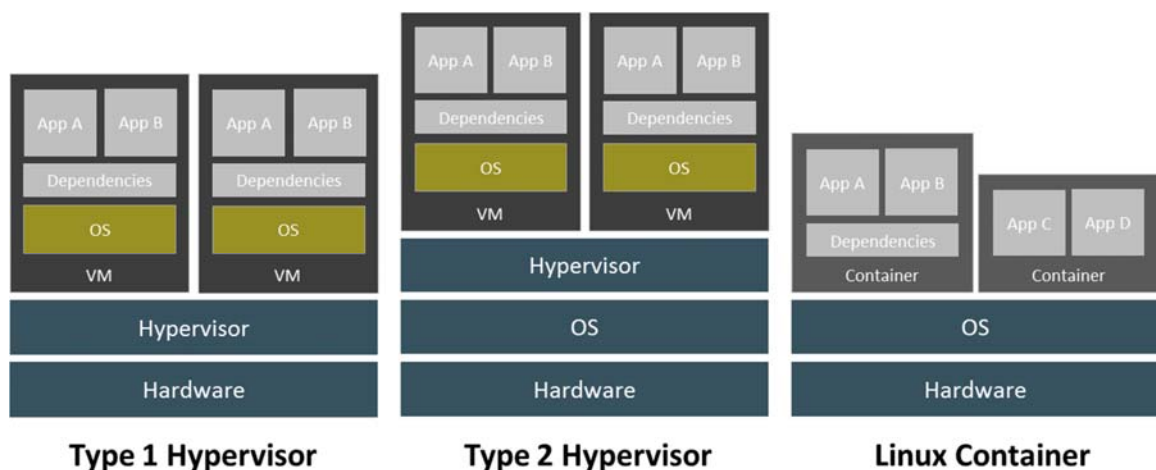 App A App B
Dependencies
OS
VM
App A App B
Dependencies
OS
VM
Hypervisor
Hardware
Type 1 Hypervisor
App A App B
Dependencies
OS
VM
App A App B
Dependencies
OS
VM
Hypervisor
OS
Hardware
Type 2 Hypervisor
App A App B
Dependencies
Container
App C App D
Container
OS
Hardware
Linux Container